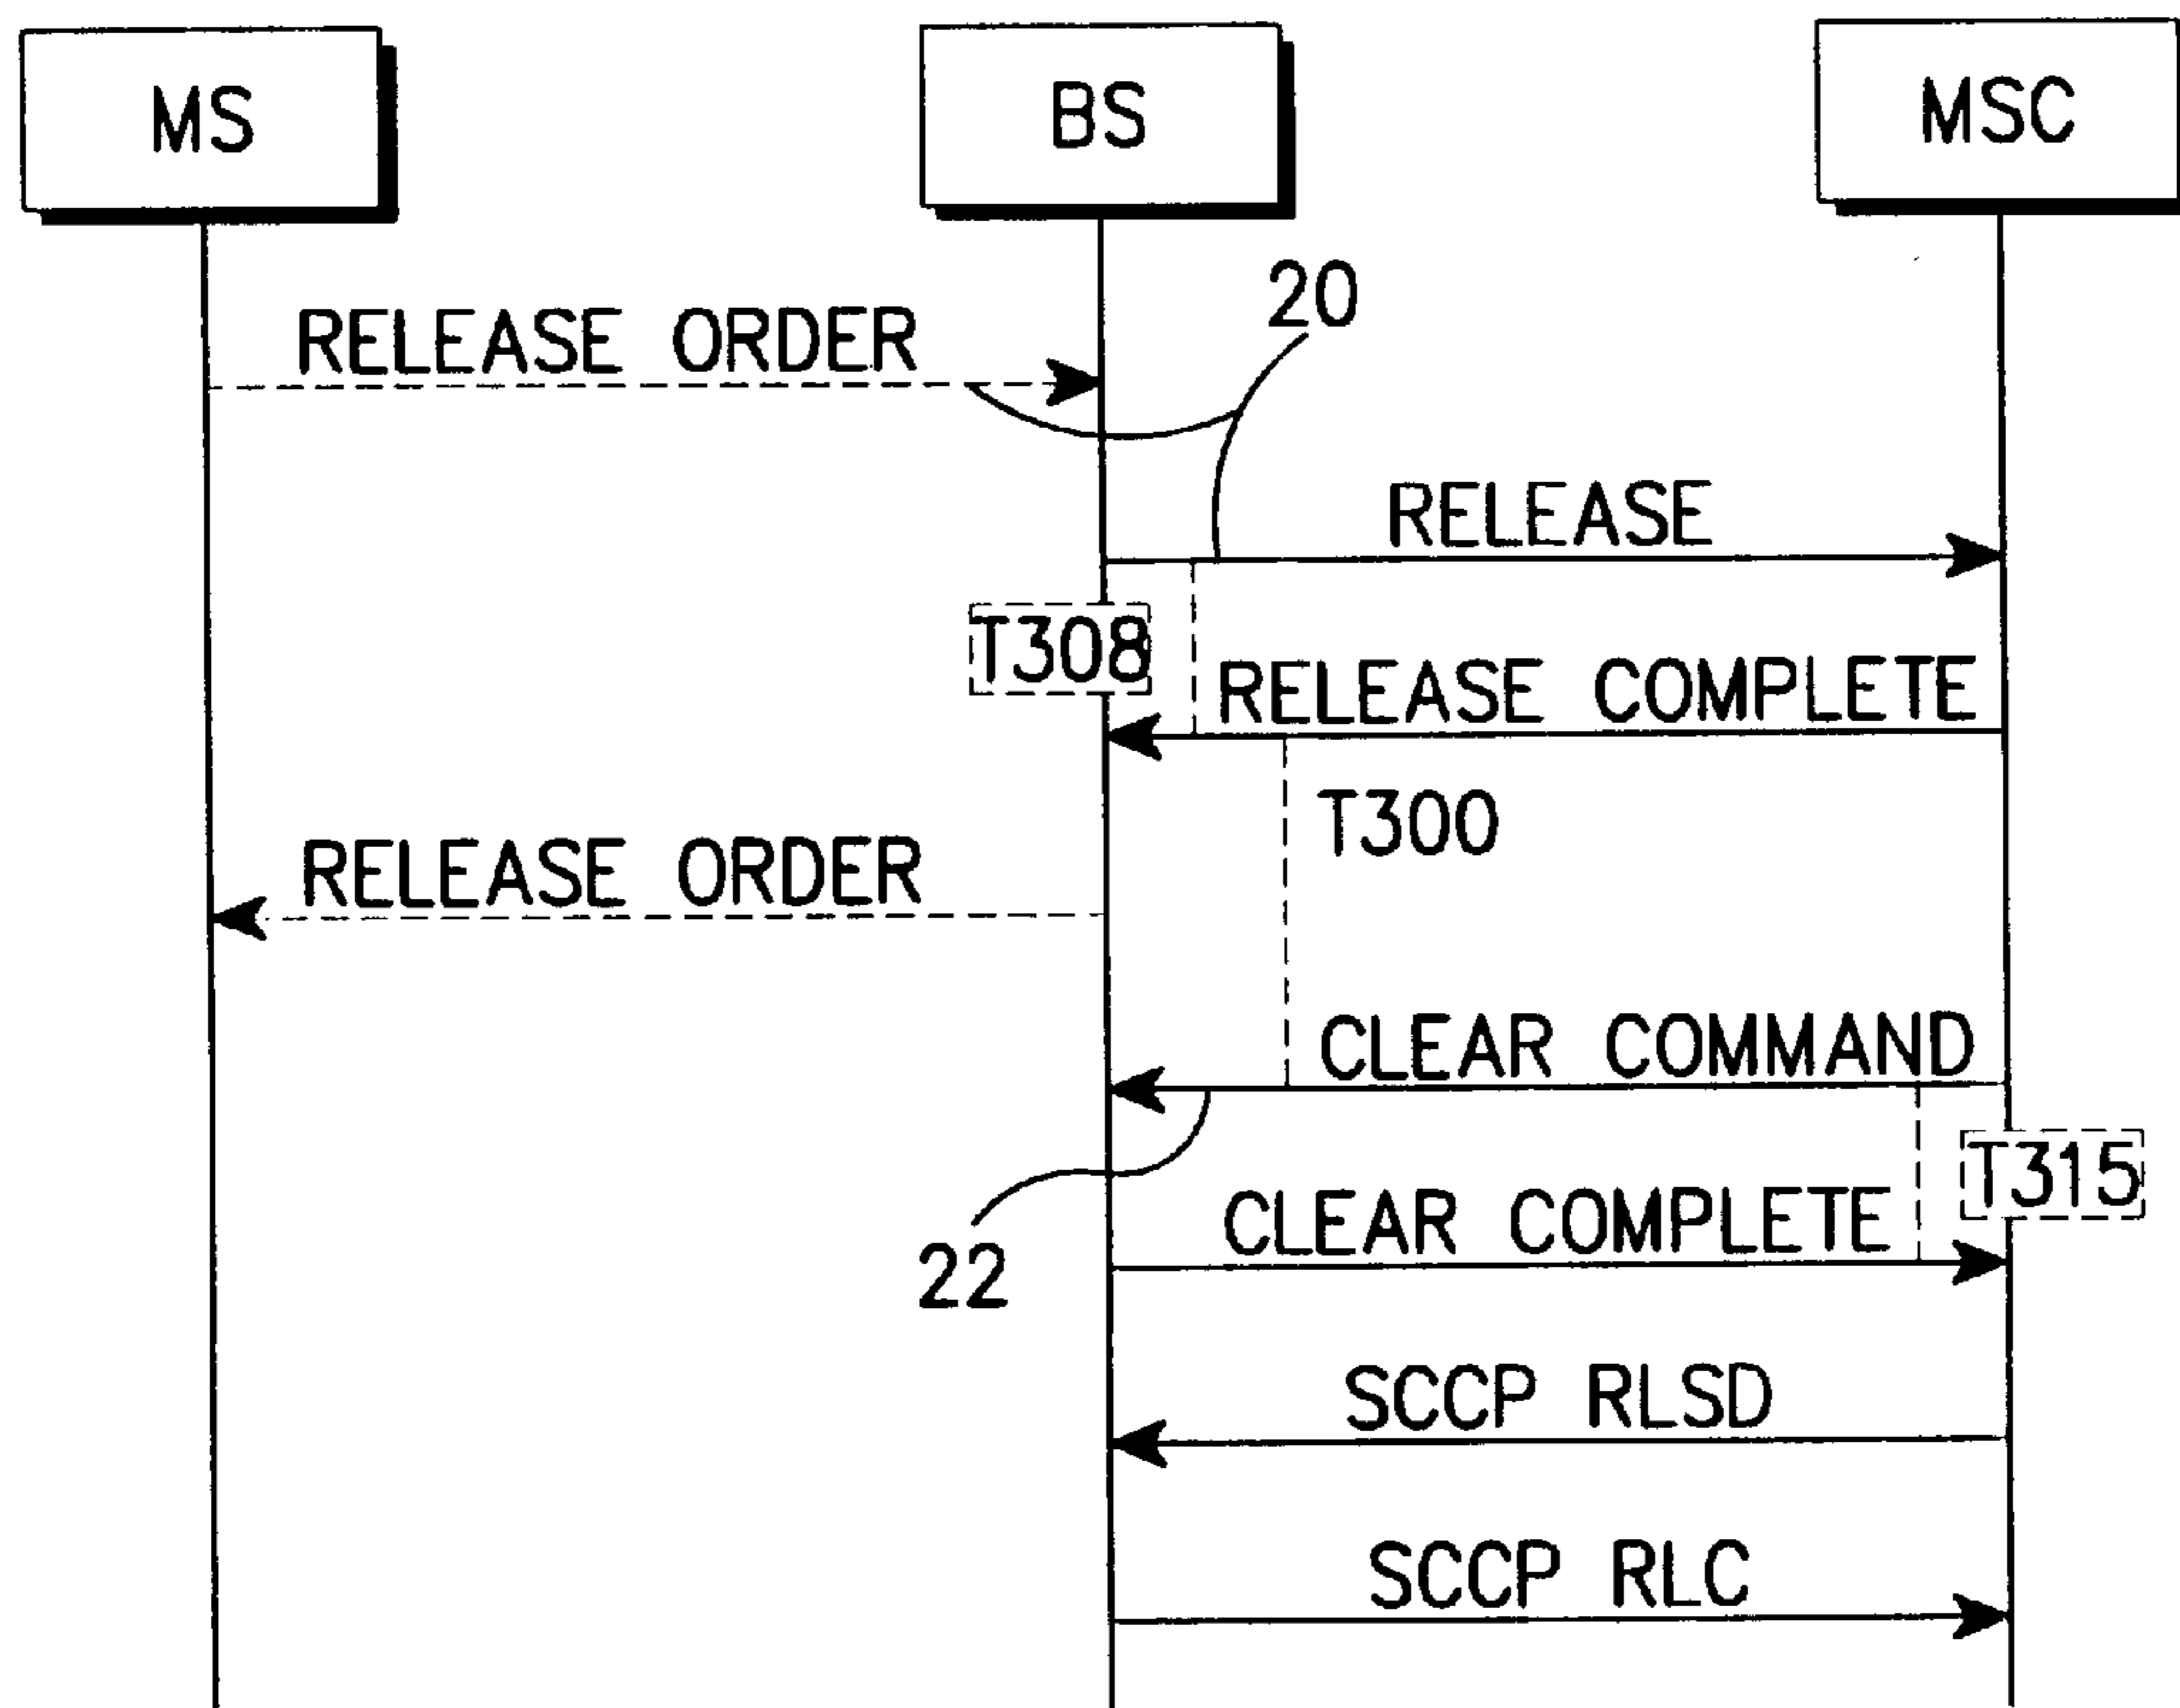 MS
BS
MSC
20
RELEASE ORDER
RELEASE
T308
RELEASE COMPLETE
T300
RELEASE ORDER
CLEAR COMMAND
T315
CLEAR COMPLETE
22
SCCP RLSD
SCCP RLC